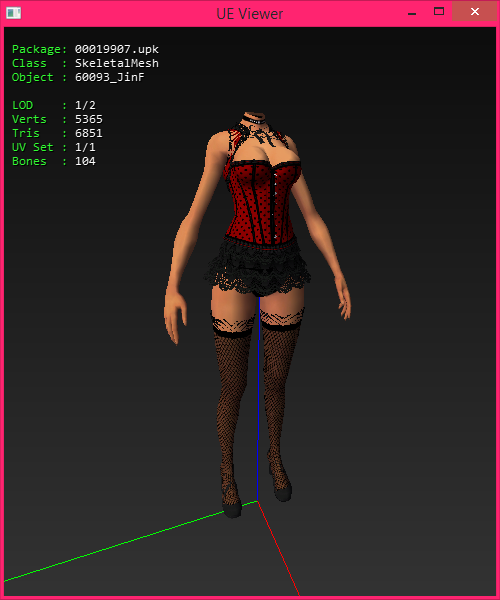 UE Viewer
Package: 00019907.upk
Class : SkeletalMesh
Object : 60093_JinF
LOD : 1/2
Verts : 5365
Tris : 6851
UV Set : 1/1
Bones : 104